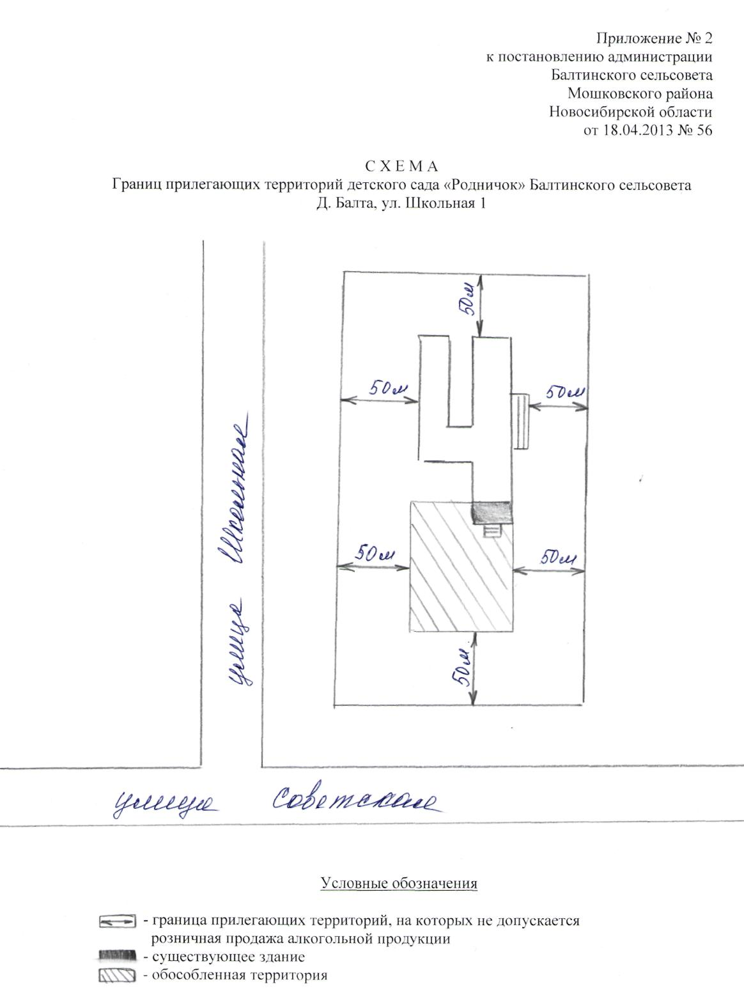 Приложение № 2
к постановлению администрации
Балтинского сельсовета
Мошковского района
Новосибирской области
от 18.04.2013 № 56
С Х Е М А
Границ прилегающих территорий детского сада «Родничок» Балтинского сельсовета
Д. Балта, ул. Школьная 1
50м
50м
50м
50м
50м
50м
улица Школьная
улица Советская
Условные обозначения
- граница прилегающих территорий, на которых не допускается
розничная продажа алкогольной продукции
- существующее здание
- обособленная территория